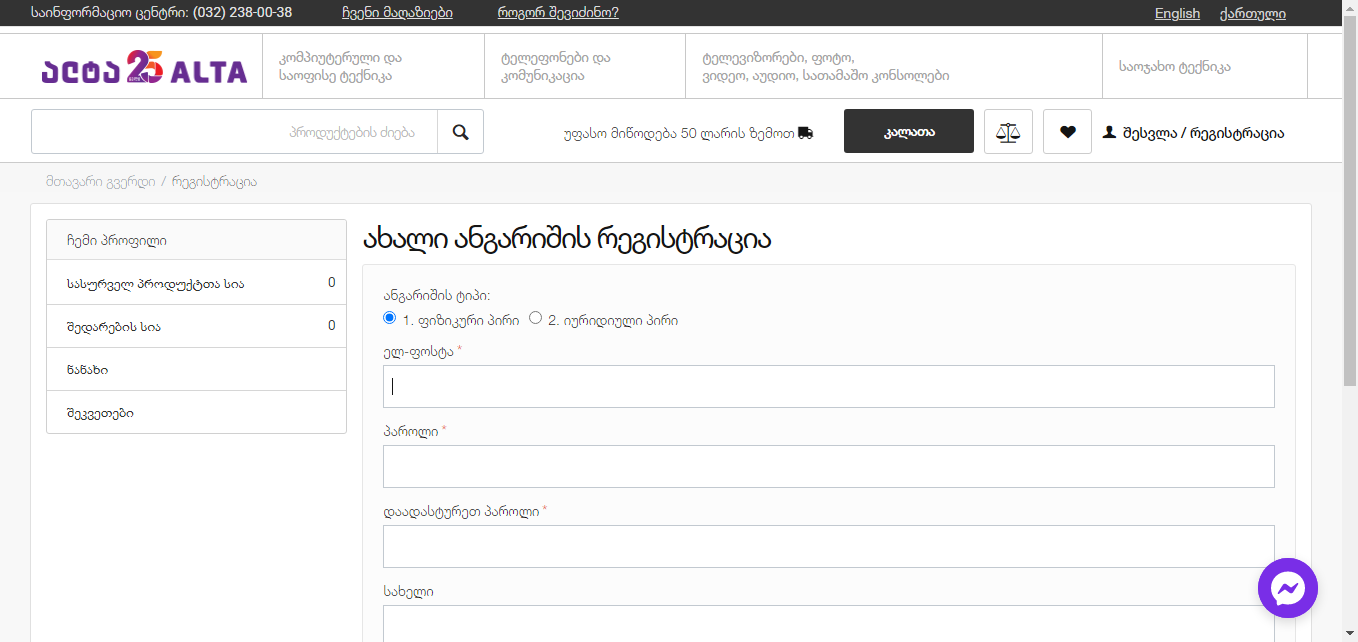 საინფორმაციო ცენტრი: (032) 238-00-38
ჩვენი მაღაზიები
როგორ შევიძინო?
English
ქართული
ალტა 25 ALTA
კომპიუტერული და
საოფისე ტექნიკა
ტელეფონები და
კომუნიკაცია
ტელევიზორები, ფოტო,
ვიდეო, აუდიო, სათამაშო კონსოლები
საოჯახო ტექნიკა
პროდუქტების ძიება
უფასო მიწოდება 50 ლარის ზემოთ
კალათა
შესვლა / რეგისტრაცია
მთავარი გვერდი / რეგისტრაცია
ჩემი პროფილი
სასურველ პროდუქტთა სია 0
შედარების სია 0
ნანახი
შეკვეთები
ახალი ანგარიშის რეგისტრაცია
ანგარიშის ტიპი:
1. ფიზიკური პირი
2. იურიდიული პირი
ელ-ფოსტა *
პაროლი *
დაადასტურეთ პაროლი *
სახელი